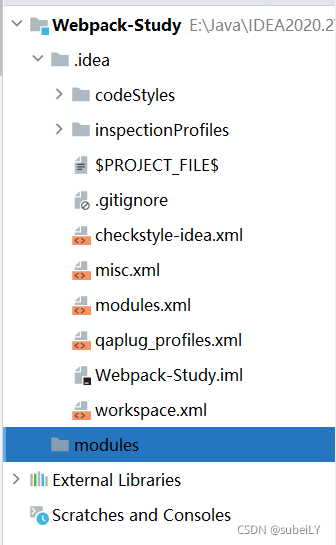 Webpack-Study E:\Java\IDEA2020.2
.idea
codeStyles
inspectionProfiles
$PROJECT_FILE$
.gitignore
checkstyle-idea.xml
misc.xml
modules.xml
qaplug_profiles.xml
Webpack-Study.iml
workspace.xml
modules
External Libraries
Scratches and Consoles
CSDN @subeiLY